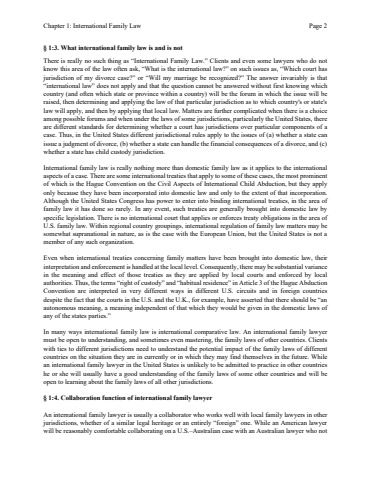 Chapter 1: International Family Law Page 2
§ 1:3. What international family law is and is not
There is really no such thing as “International Family Law.” Clients and even some lawyers who do not
know this area of the law often ask, “What is the international law?” on such issues as, “Which court has
jurisdiction of my divorce case?” or “Will my marriage be recognized?” The answer invariably is that
“international law” does not apply and that the question cannot be answered without first knowing which
country (and often which state or province within a country) will be the forum in which the issue will be
raised, then determining and applying the law of that particular jurisdiction as to which country's or state's
law will apply, and then by applying that local law. Matters are further complicated when there is a choice
among possible forums and when under the laws of some jurisdictions, particularly the United States, there
are different standards for determining whether a court has jurisdictions over particular components of a
case. Thus, in the United States different jurisdictional rules apply to the issues of (a) whether a state can
issue a judgment of divorce, (b) whether a state can handle the financial consequences of a divorce, and (c)
whether a state has child custody jurisdiction.
International family law is really nothing more than domestic family law as it applies to the international
aspects of a case. There are some international treaties that apply to some of these cases, the most prominent
of which is the Hague Convention on the Civil Aspects of International Child Abduction, but they apply
only because they have been incorporated into domestic law and only to the extent of that incorporation.
Although the United States Congress has power to enter into binding international treaties, in the area of
family law it has done so rarely. In any event, such treaties are generally brought into domestic law by
specific legislation. There is no international court that applies or enforces treaty obligations in the area of
U.S. family law. Within regional country groupings, international regulation of family law matters may be
somewhat supranational in nature, as is the case with the European Union, but the United States is not a
member of any such organization.
Even when international treaties concerning family matters have been brought into domestic law, their
interpretation and enforcement is handled at the local level. Consequently, there may be substantial variance
in the meaning and effect of those treaties as they are applied by local courts and enforced by local
authorities. Thus, the terms “right of custody” and “habitual residence” in Article 3 of the Hague Abduction
Convention are interpreted in very different ways in different U.S. circuits and in foreign countries
despite the fact that the courts in the U.S. and the U.K., for example, have asserted that there should be “an
autonomous meaning, a meaning independent of that which they would be given in the domestic laws of
any of the states parties.”
In many ways international family law is international comparative law. An international family lawyer
must be open to understanding, and sometimes even mastering, the family laws of other countries. Clients
with ties to different jurisdictions need to understand the potential impact of the family laws of different
countries on the situation they are in currently or in which they may find themselves in the future. While
an international family lawyer in the United States is unlikely to be admitted to practice in other countries
he or she will usually have a good understanding of the family laws of some other countries and will be
open to learning about the family laws of all other jurisdictions.
§ 1:4. Collaboration function of international family lawyer
An international family lawyer is usually a collaborator who works well with local family lawyers in other
jurisdictions, whether of a similar legal heritage or an entirely “foreign” one. While an American lawyer
will be reasonably comfortable collaborating on a U.S.–Australian case with an Australian lawyer who not